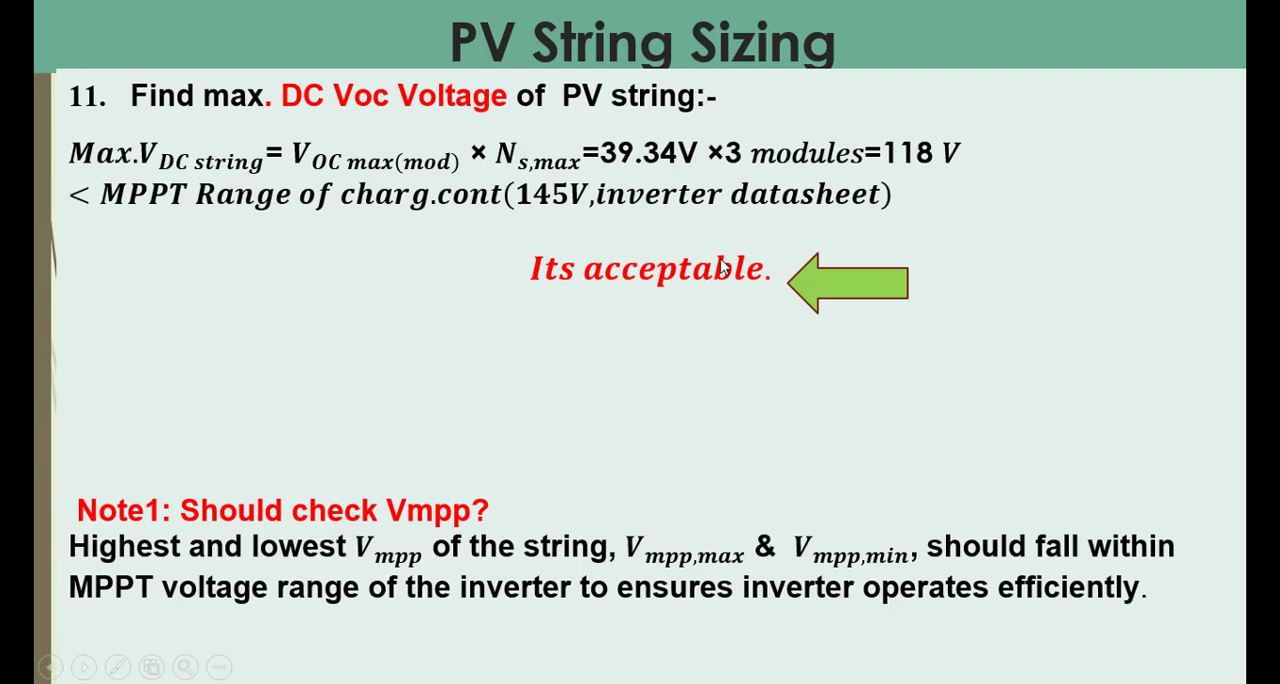 PV String Sizing
11. Find max. DC Voc Voltage of PV string:-
Max.V_DC string= V_OC max(mod) × N_s,max=39.34V ×3 modules=118 V
< MPPT Range of charg.cont(145V,inverter datasheet)
Its acceptable.
Note1: Should check Vmpp?
Highest and lowest V_mpp of the string, V_mpp,max & V_mpp,min, should fall within
MPPT voltage range of the inverter to ensures inverter operates efficiently.